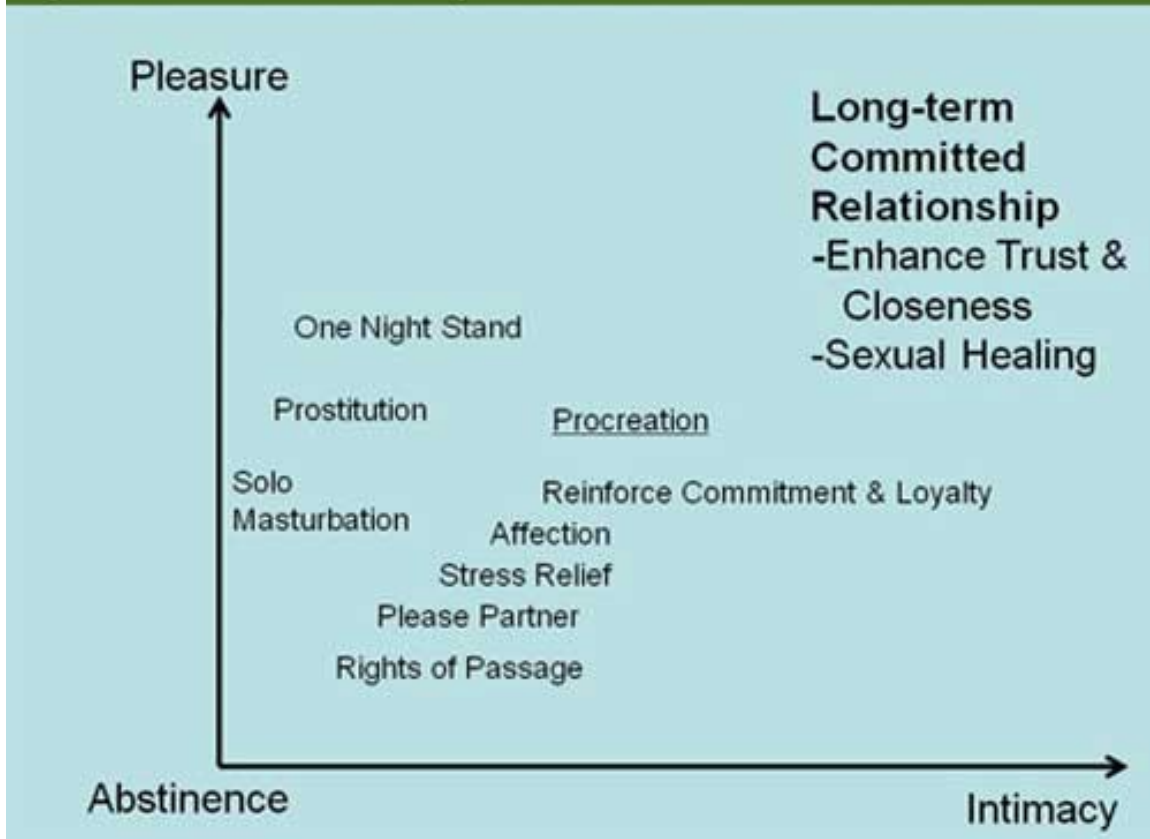 Pleasure
Long-term
Committed
Relationship
-Enhance Trust &
Closeness
-Sexual Healing
One Night Stand
Prostitution
Procreation
Solo
Masturbation
Reinforce Commitment & Loyalty
Affection
Stress Relief
Please Partner
Rights of Passage
Abstinence
Intimacy